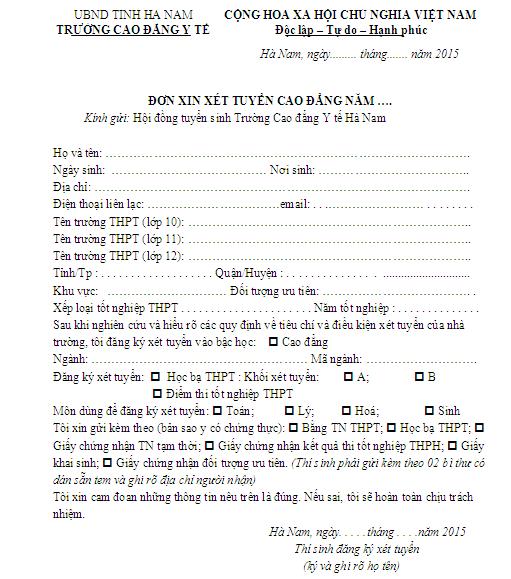 UBND TỈNH HÀ NAM CỘNG HÒA XÃ HỘI CHỦ NGHĨA VIỆT NAM
TRƯỜNG CAO ĐẲNG Y TẾ Độc lập – Tự do – Hạnh phúc
Hà Nam, ngày......... tháng....... năm 2015
ĐƠN XIN XÉT TUYỂN CAO ĐẲNG NĂM ….
Kính gửi: Hội đồng tuyển sinh Trường Cao đẳng Y tế Hà Nam
Họ và tên: ……………………………………………………………………
Ngày sinh: ……………………………… Nơi sinh: ……………………………
Địa chỉ: ……………………………………………………………………
Điện thoại liên lạc: …………………………email: . . ………………… . . . . . . . .
Tên trường THPT (lớp 10): ……………………………………………………
Tên trường THPT (lớp 11): ……………………………………………………
Tên trường THPT (lớp 12): ……………………………………………………
Tỉnh/Tp : . . . . . . . . . . . . . . . . . . . Quận/Huyện : . . . . . . . . . . . . . . . ..............................
Khu vực: …………………… Đối tượng ưu tiên: ………………………………… .
Xếp loại tốt nghiệp THPT . . . . . . . . . . . . . . . . . . . . . Năm tốt nghiệp : . . . . . . . . . . . . .
Sau khi nghiên cứu và hiểu rõ các quy định về tiêu chí và điều kiện xét tuyển của nhà
trường, tôi đăng ký xét tuyển vào bậc học: ☐ Cao đẳng
Ngành: ……………………………………… Mã ngành: ………………………
Đăng ký xét tuyển: ☐ Học bạ THPT : Khối xét tuyển: ☐ A; ☐ B
☐ Điểm thi tốt nghiệp THPT
Môn dùng để đăng ký xét tuyển: ☐ Toán; ☐ Lý; ☐ Hoá; ☐ Sinh
Tôi xin gửi kèm theo (bản sao y có chứng thực): ☐ Bằng TN THPT; ☐ Học bạ THPT; ☐
Giấy chứng nhận TN tạm thời; ☐ Giấy chứng nhận kết quả thi tốt nghiệp THPH; ☐ Giấy
khai sinh; ☐ Giấy chứng nhận đối tượng ưu tiên. (Thí sinh phải gửi kèm theo 02 bì thư có
dán sẵn tem và ghi rõ địa chỉ người nhận)
Tôi xin cam đoan những thông tin nêu trên là đúng. Nếu sai, tôi sẽ hoàn toàn chịu trách
nhiệm.
Hà Nam, ngày. . . . .tháng . . . .năm 2015
Thí sinh đăng ký xét tuyển
(ký và ghi rõ họ tên)